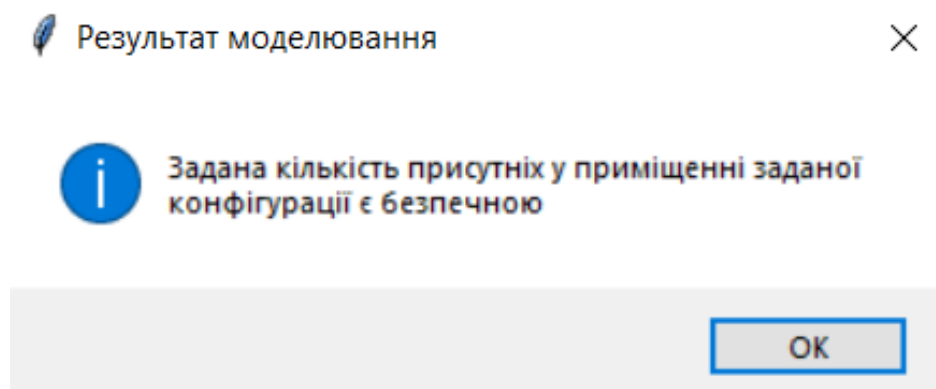 Результат моделювання
Задана кількість присутніх у приміщенні заданої
конфігурації є безпечною
OK